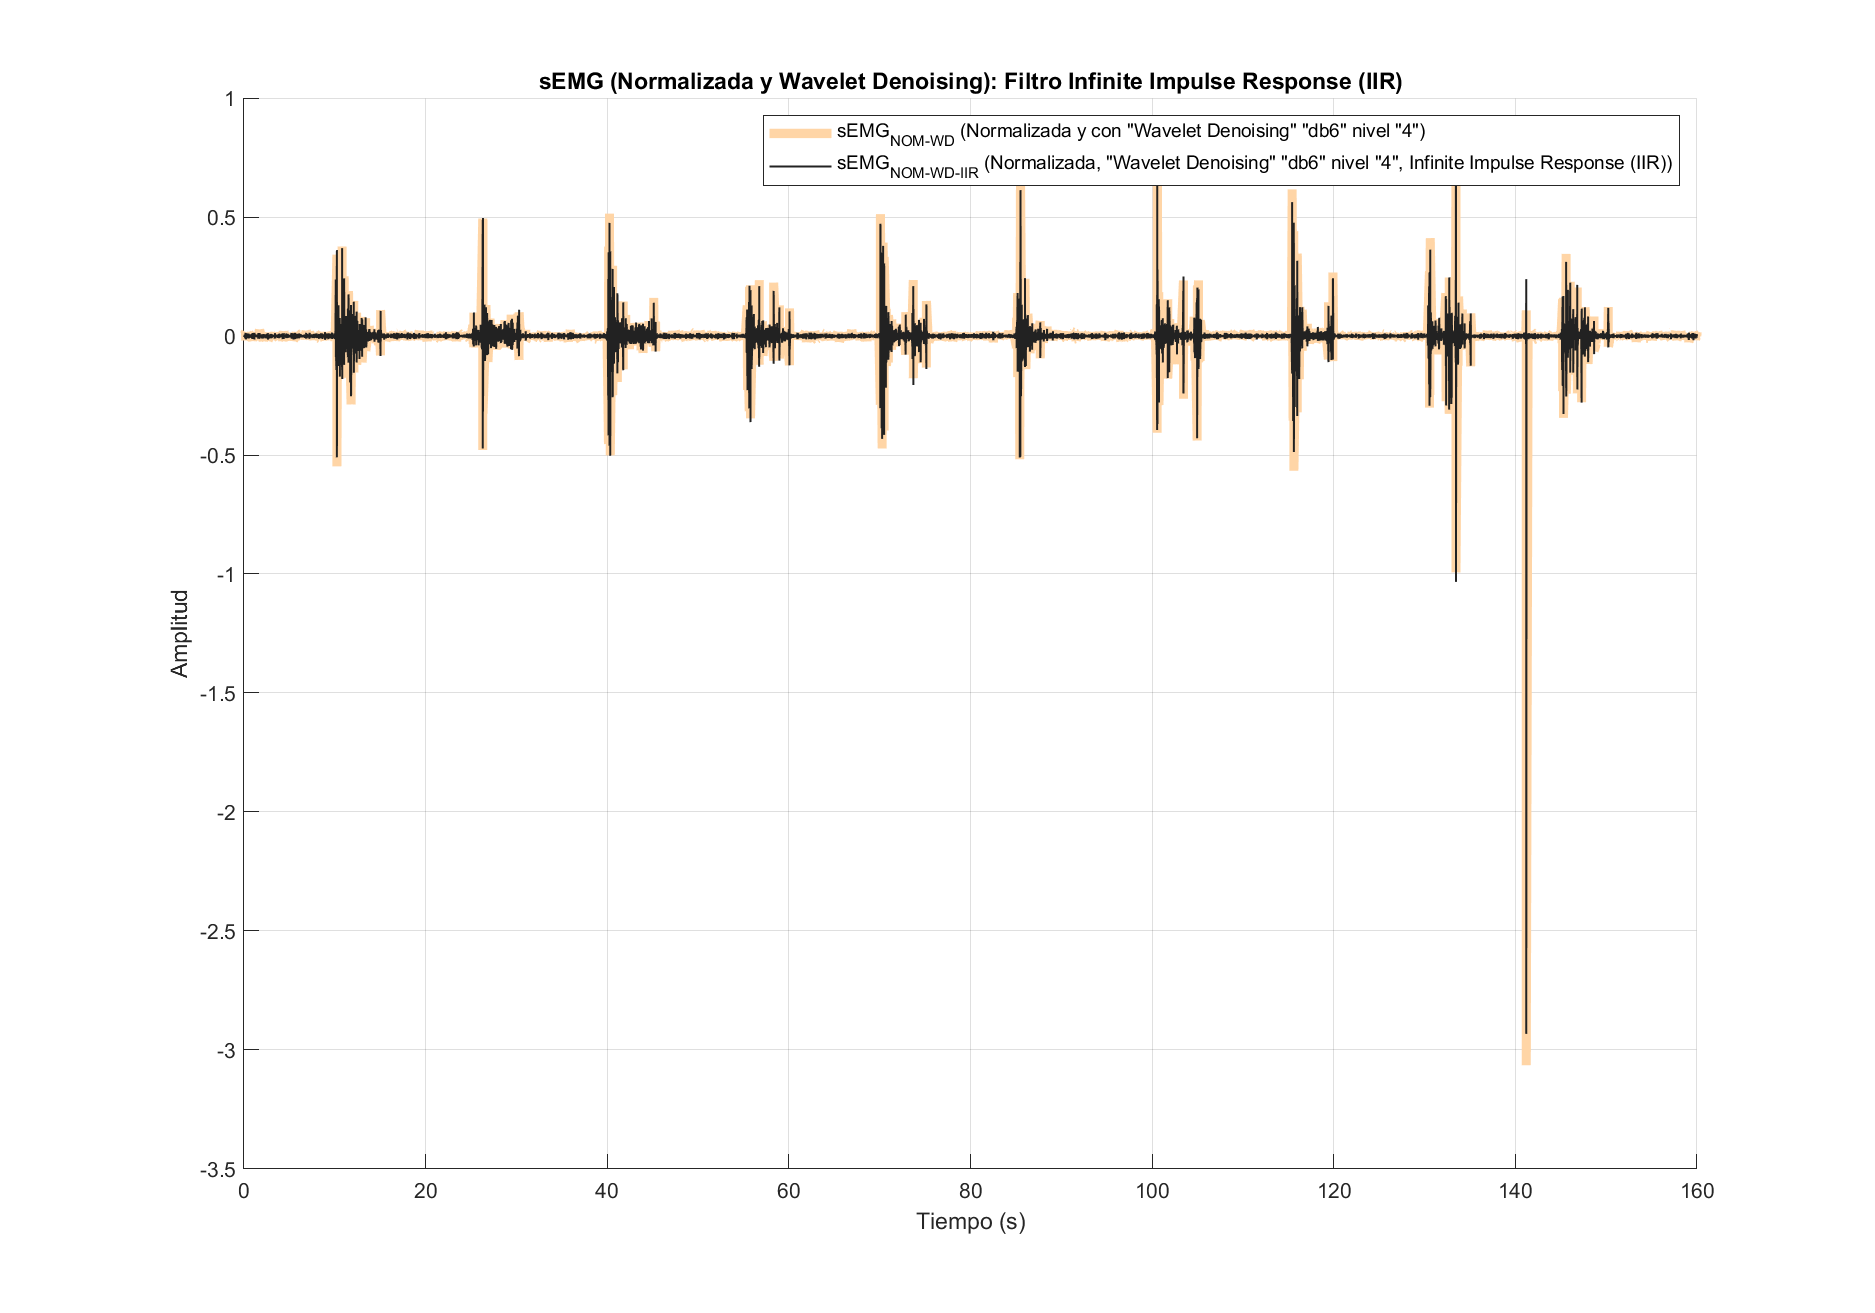 sEMG (Normalizada y Wavelet Denoising): Filtro Infinite Impulse Response (IIR)
sEMG_NOM-WD (Normalizada y con "Wavelet Denoising" "db6" nivel "4")
sEMG_NOM-WD-IIR (Normalizada, "Wavelet Denoising" "db6" nivel "4", Infinite Impulse Response (IIR))
Amplitud
1
0.5
0
-0.5
-1
-1.5
-2
-2.5
-3
-3.5
0 20 40 60 80 100 120 140 160
Tiempo (s)